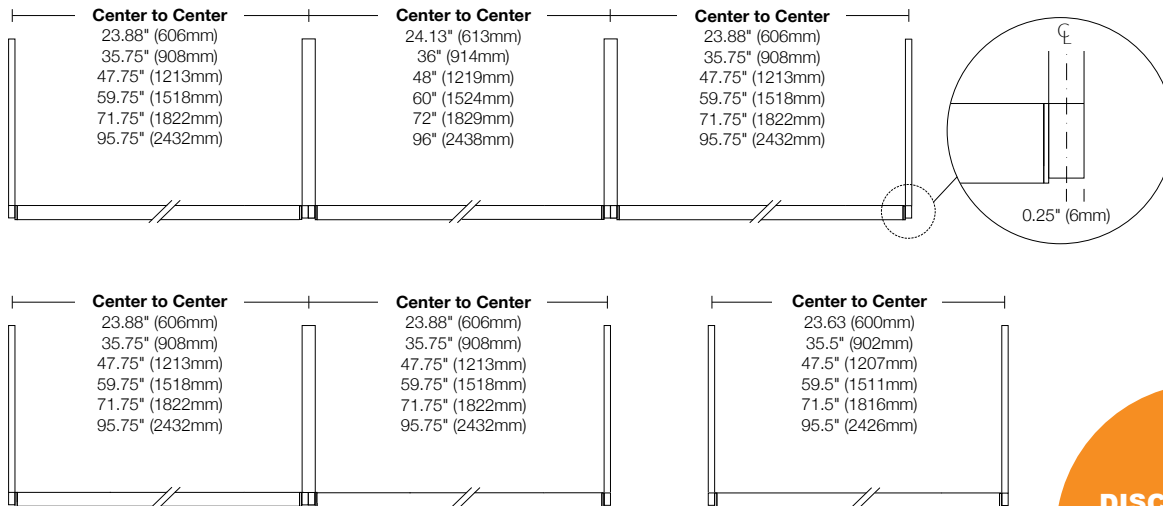 Center to Center
23.88" (606mm)
35.75" (908mm)
47.75" (1213mm)
59.75" (1518mm)
71.75" (1822mm)
95.75" (2432mm)
Center to Center
24.13" (613mm)
36" (914mm)
48" (1219mm)
60" (1524mm)
72" (1829mm)
96" (2438mm)
Center to Center
23.88" (606mm)
35.75" (908mm)
47.75" (1213mm)
59.75" (1518mm)
71.75" (1822mm)
95.75" (2432mm)
℄
0.25" (6mm)
Center to Center
23.88" (606mm)
35.75" (908mm)
47.75" (1213mm)
59.75" (1518mm)
71.75" (1822mm)
95.75" (2432mm)
Center to Center
23.88" (606mm)
35.75" (908mm)
47.75" (1213mm)
59.75" (1518mm)
71.75" (1822mm)
95.75" (2432mm)
Center to Center
23.63 (600mm)
35.5" (902mm)
47.5" (1207mm)
59.5" (1511mm)
71.5" (1816mm)
95.5" (2426mm)